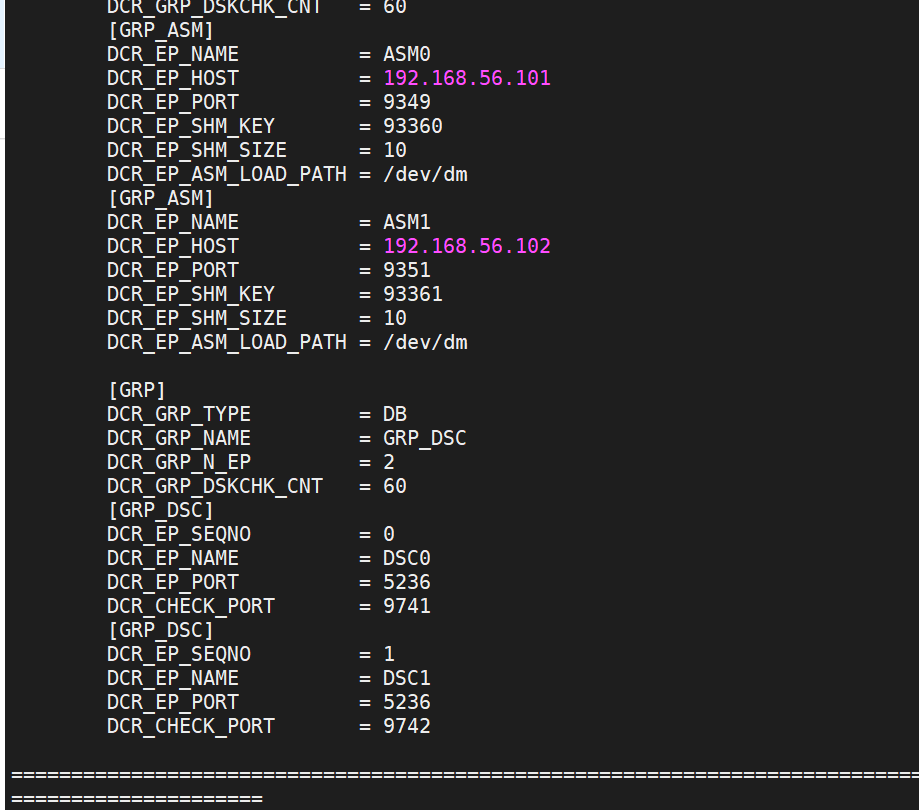 DCR_GRP_DSKCHK_CNT   = 60
[GRP_ASM]
DCR_EP_NAME          = ASM0
DCR_EP_HOST          = 192.168.56.101
DCR_EP_PORT          = 9349
DCR_EP_SHM_KEY       = 93360
DCR_EP_SHM_SIZE      = 10
DCR_EP_ASM_LOAD_PATH = /dev/dm
[GRP_ASM]
DCR_EP_NAME          = ASM1
DCR_EP_HOST          = 192.168.56.102
DCR_EP_PORT          = 9351
DCR_EP_SHM_KEY       = 93361
DCR_EP_SHM_SIZE      = 10
DCR_EP_ASM_LOAD_PATH = /dev/dm

[GRP]
DCR_GRP_TYPE         = DB
DCR_GRP_NAME         = GRP_DSC
DCR_GRP_N_EP         = 2
DCR_GRP_DSKCHK_CNT   = 60
[GRP_DSC]
DCR_EP_SEQNO         = 0
DCR_EP_NAME          = DSC0
DCR_EP_PORT          = 5236
DCR_CHECK_PORT       = 9741
[GRP_DSC]
DCR_EP_SEQNO         = 1
DCR_EP_NAME          = DSC1
DCR_EP_PORT          = 5236
DCR_CHECK_PORT       = 9742

============================================================================
=====================